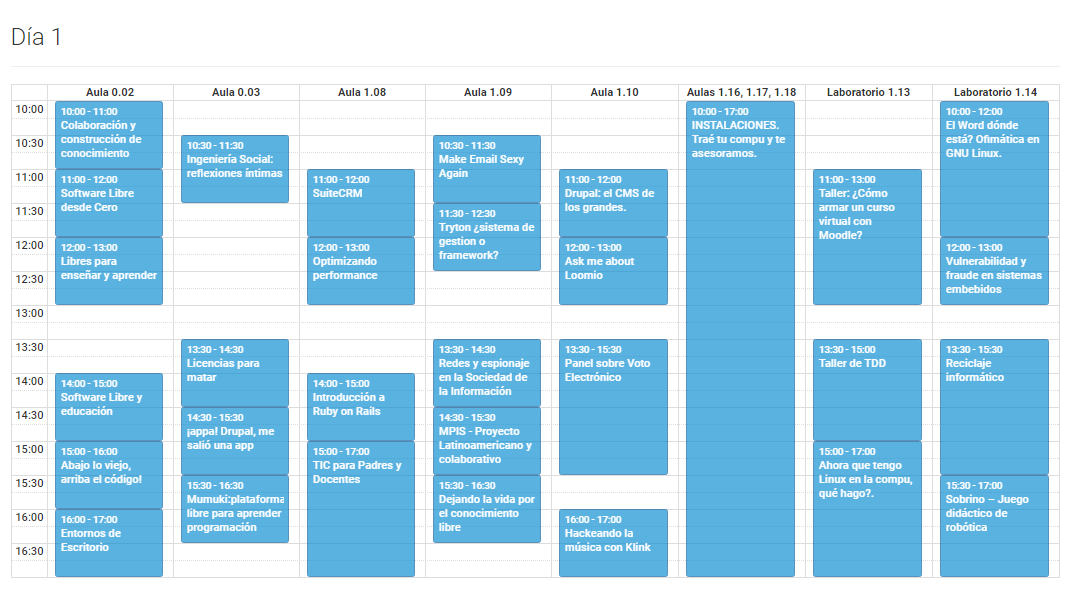 Día 1
Aula 0.02
Aula 0.03
Aula 1.08
Aula 1.09
Aula 1.10
Aulas 1.16, 1.17, 1.18
Laboratorio 1.13
Laboratorio 1.14
10:00
10:30
11:00
11:30
12:00
12:30
13:00
13:30
14:00
14:30
15:00
15:30
16:00
16:30
10:00 - 11:00
Colaboración y
construcción de
conocimiento
11:00 - 12:00
Software Libre
desde Cero
12:00 - 13:00
Libres para
enseñar y aprender
14:00 - 15:00
Software Libre y
educación
15:00 - 16:00
Abajo lo viejo,
arriba el código!
16:00 - 17:00
Entornos de
Escritorio
10:30 - 11:30
Ingeniería Social:
reflexiones íntimas
13:30 - 14:30
Licencias para
matar
14:30 - 15:30
¡appa! Drupal, me
salió una app
15:30 - 16:30
Mumuki:plataforma
libre para aprender
programación
11:00 - 12:00
SuiteCRM
12:00 - 13:00
Optimizando
performance
14:00 - 15:00
Introducción a
Ruby on Rails
15:00 - 17:00
TIC para Padres y
Docentes
10:30 - 11:30
Make Email Sexy
Again
11:30 - 12:30
Tryton ¿sistema de
gestion o
framework?
13:30 - 14:30
Redes y espionaje
en la Sociedad de
la Información
14:30 - 15:30
MPIS - Proyecto
Latinoamericano y
colaborativo
15:30 - 16:30
Dejando la vida por
el conocimiento
libre
11:00 - 12:00
Drupal: el CMS de
los grandes.
12:00 - 13:00
Ask me about
Loomio
13:30 - 15:30
Panel sobre Voto
Electrónico
16:00 - 17:00
Hackeando la
música con Klink
10:00 - 17:00
INSTALACIONES.
Traé tu compu y te
asesoramos.
11:00 - 13:00
Taller: ¿Cómo
armar un curso
virtual con
Moodle?
13:30 - 15:00
Taller de TDD
15:00 - 17:00
Ahora que tengo
Linux en la compu,
qué hago?.
10:00 - 12:00
El Word dónde
está? Ofimática en
GNU Linux.
12:00 - 13:00
Vulnerabilidad y
fraude en sistemas
embebidos
13:30 - 15:30
Reciclaje
informático
15:30 - 17:00
Sobrino – Juego
didáctico de
robótica